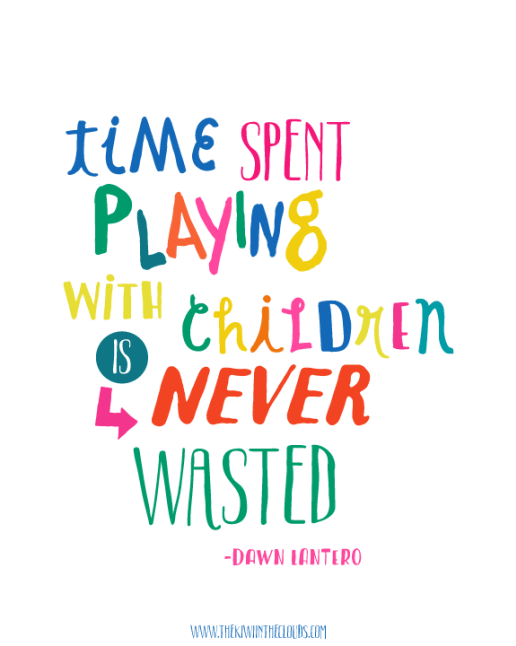 tiME SPENT
PLAYING
WiTH ChiLDrEn
IS
NEVER
WASTED
-DAWN LANTERO
WWW.THEKIWIINTHECLOUDS.COM